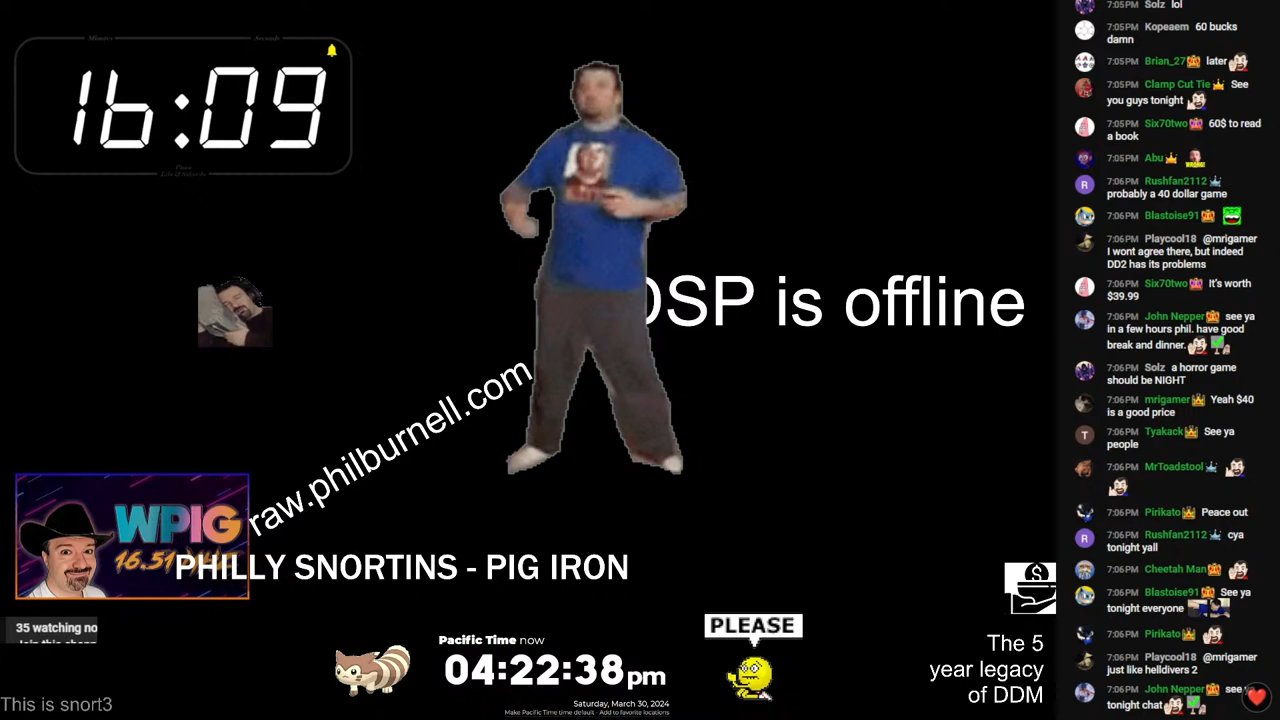 16:09
DSP is offline
raw.philburnell.com
WPIG
PHILLY SNORTINS - PIG IRON
35 watching no
This is snort3
Pacific Time now
04:22:38pm
Saturday, March 30, 2024
Make Pacific Time time default - Add to favorite locations
PLEASE
The 5
year legacy
of DDM
7:05PM Solz lol
7:05PM Kopeaem 60 bucks
damn
7:05PM Brian_27 later
7:05PM Clamp Cut Tie See
you guys tonight
7:05PM Six70two 60$ to read
a book
7:05PM Abu
7:06PM Rushfan2112
probably a 40 dollar game
7:06PM Blastoise91
7:06PM Playcool18 @mrigamer
I wont agree there, but indeed
DD2 has its problems
7:06PM Six70two It's worth
$39.99
7:06PM John Nepper see ya
in a few hours phil. have good
break and dinner.
7:06PM Solz a horror game
should be NIGHT
7:06PM mrigamer Yeah $40
is a good price
7:06PM Tyakack See ya
people
7:06PM MrToadstool
7:06PM Pirikato Peace out
7:06PM Rushfan2112 cya
tonight yall
7:06PM Cheetah Man
7:06PM Blastoise91 See ya
tonight everyone
7:06PM Pirikato
7:06PM Playcool18 @mrigamer
just like helldivers 2
7:06PM John Nepper see
tonight chat